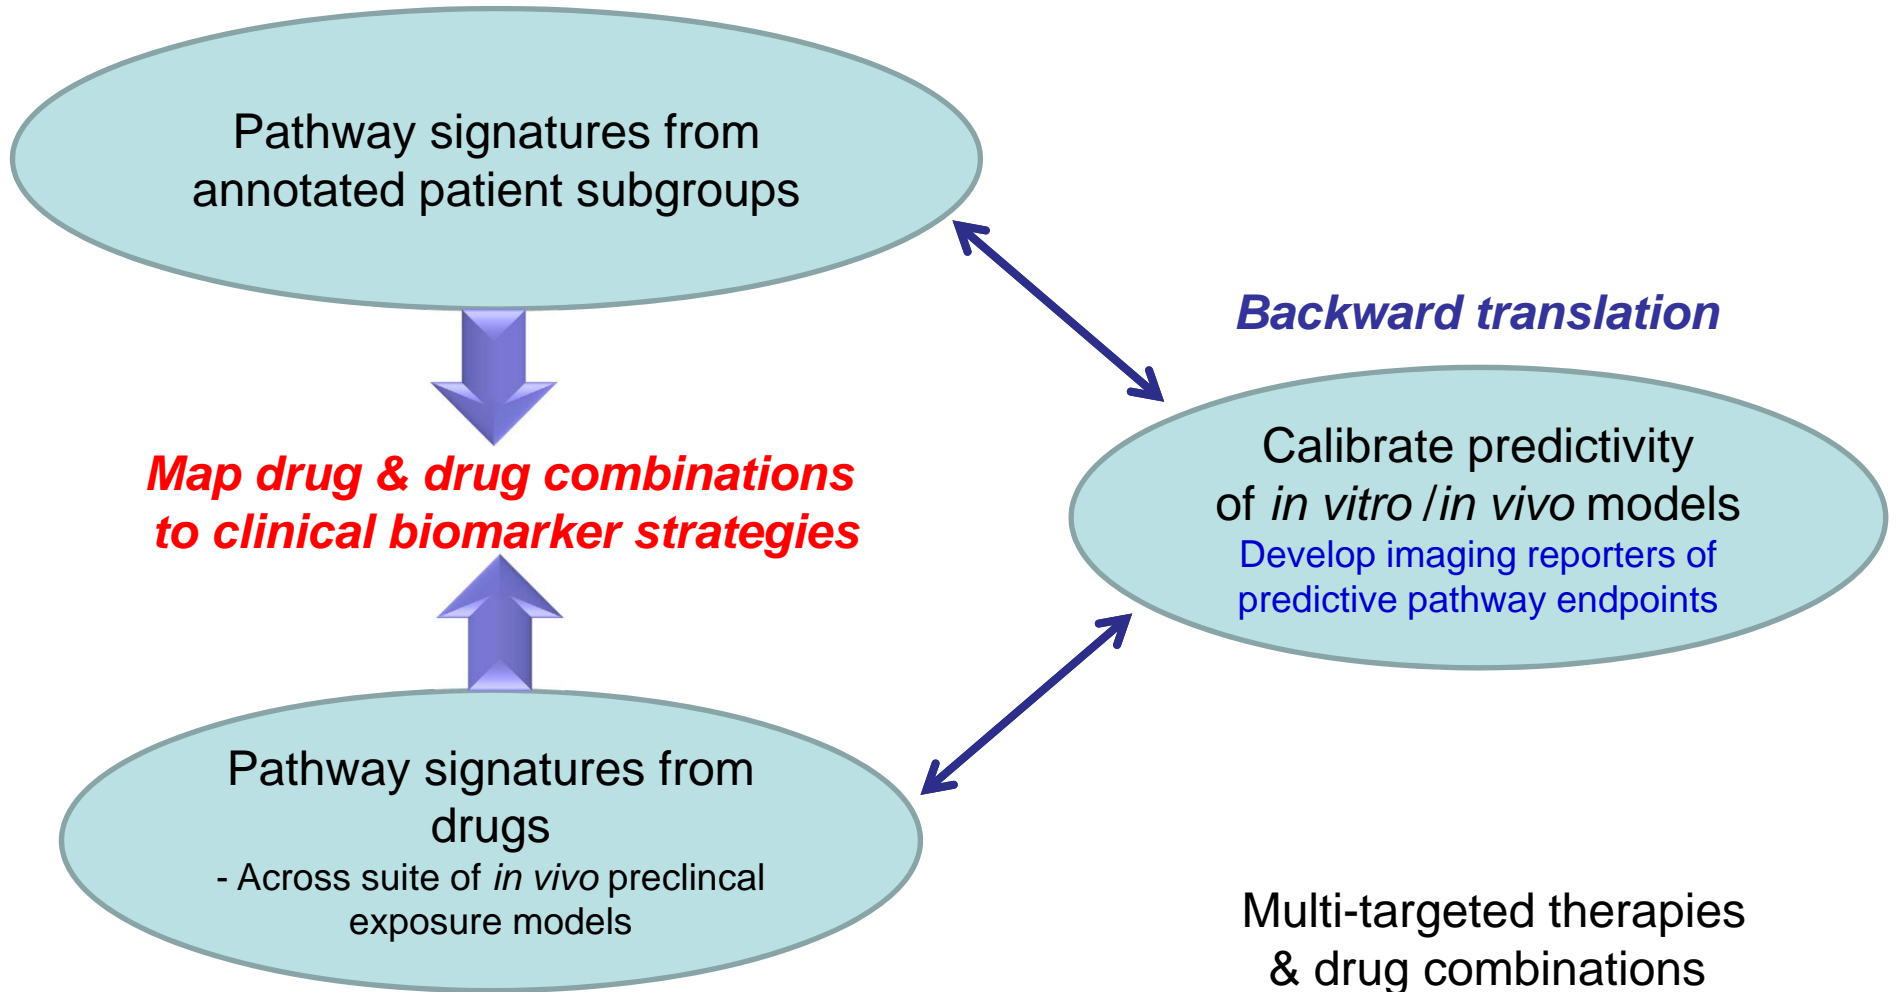 Pathway signatures from
annotated patient subgroups
Backward translation
Map drug & drug combinations
to clinical biomarker strategies
Calibrate predictivity
of in vitro /in vivo models
Develop imaging reporters of
predictive pathway endpoints
Pathway signatures from
drugs
- Across suite of in vivo preclincal
exposure models
Multi-targeted therapies
& drug combinations